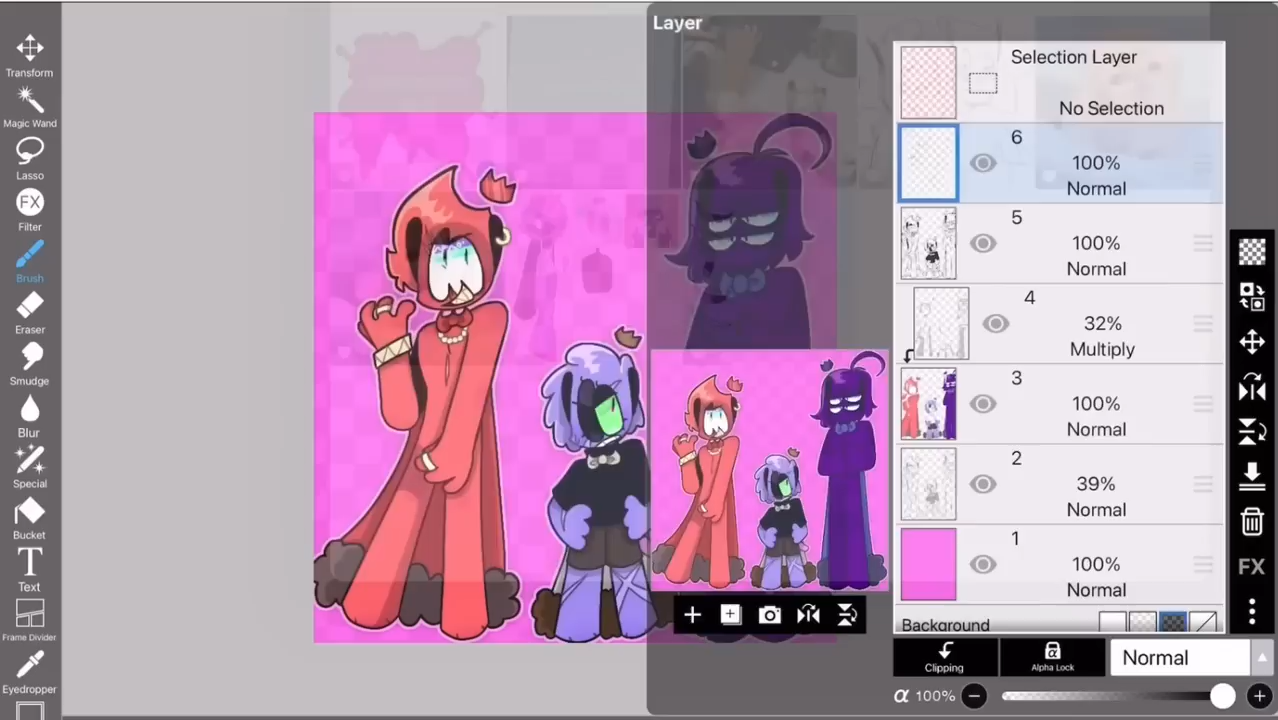 Layer
Transform
Magic Wand
Lasso
FX
Filter
Brush
Eraser
Smudge
Blur
Special
Bucket
T
Text
Frame Divider
Eyedropper
Selection Layer
No Selection
6
100%
Normal
5
100%
Normal
4
32%
Multiply
3
100%
Normal
2
39%
Normal
1
100%
Normal
Background
FX
Clipping
α
Alpha Lock
Normal
α 100%